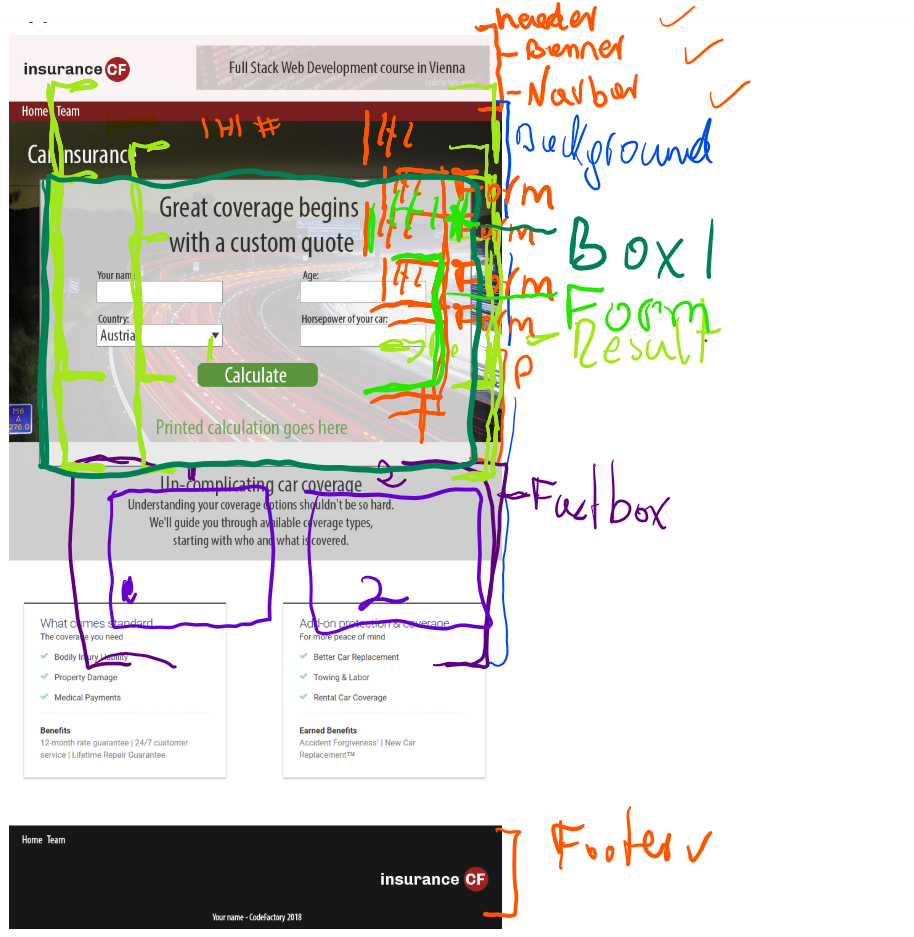 header
Banner
insurance CF
Full Stack Web Development course in Vienna
Navbar
Home Team
Background
Car Insurance
Form
Great coverage begins
with a custom quote
Form
Box 1
Your name
Age:
Form
Form
Country:
Horsepower of your car:
Form
Austria
Result
Calculate
P
M6
A
276.0
Printed calculation goes here
Un-complicating car coverage
Understanding your coverage options shouldn't be so hard.
We'll guide you through available coverage types,
starting with who and what is covered.
Fustbox
2
What comes standard
The coverage you need
Bodily Injury Liability
Property Damage
Medical Payments
Benefits
12-month rate guarantee | 24/7 customer
service | Lifetime Repair Guarantee
Add-on protection & coverage
For more peace of mind
Better Car Replacement
Towing & Labor
Rental Car Coverage
Earned Benefits
Accident Forgiveness' | New Car
Replacement™
Home Team
Footer
insurance CF
Your name - CodeFactory 2018